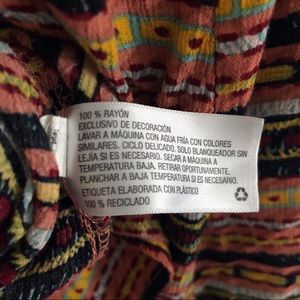 100 % RAYÓN
EXCLUSIVO DE DECORACIÓN
LAVAR A MÁQUINA CON AGUA FRÍA CON COLORES
SIMILARES. CICLO DELICADO. SOLO BLANQUEADOR SIN
LEJÍA SI ES NECESARIO. SECAR A MÁQUINA A
TEMPERATURA BAJA, RETIRAR OPORTUNAMENTE.
PLANCHAR A BAJA TEMPERATURA SI ES NECESARIO.
ETIQUETA ELABORADA CON PLÁSTICO
100 % RECICLADO